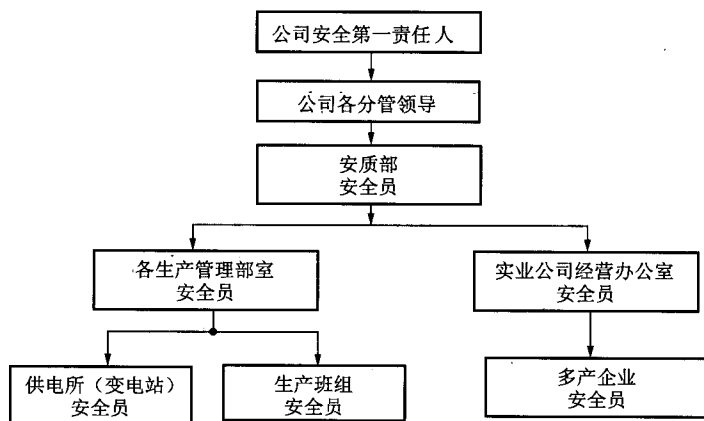 公司安全第一责任人
公司各分管领导
安质部
安全员
各生产管理部室
安全员
实业公司经营办公室
安全员
供电所（变电站）
安全员
生产班组
安全员
多产企业
安全员